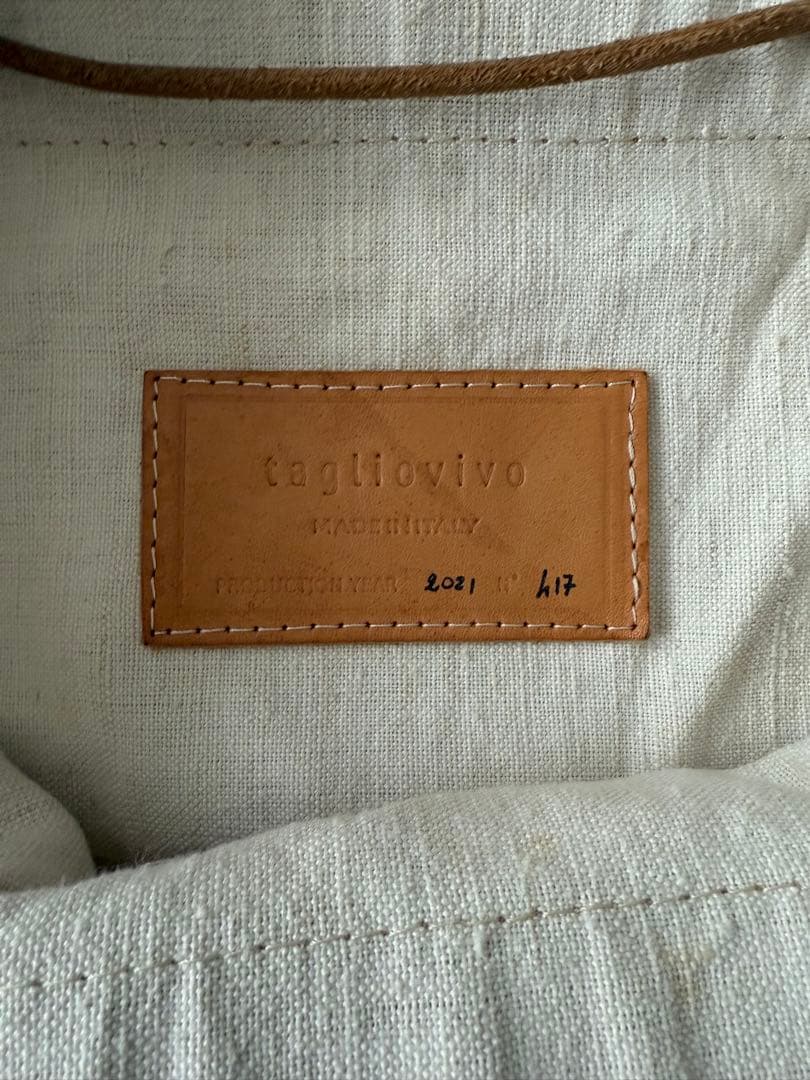 tagliovivo
MADE IN ITALY
PRODUCTION YEAR 2021 N° 417